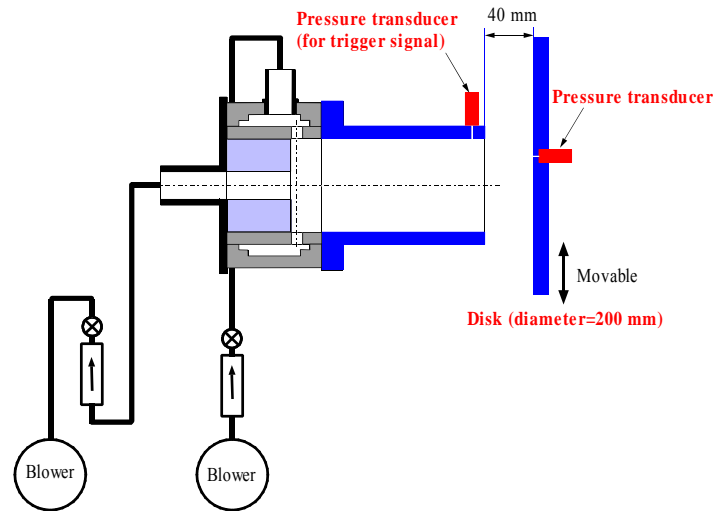 Pressure transducer
(for trigger signal)
40 mm
Pressure transducer
Movable
Disk (diameter=200 mm)
Blower
Blower